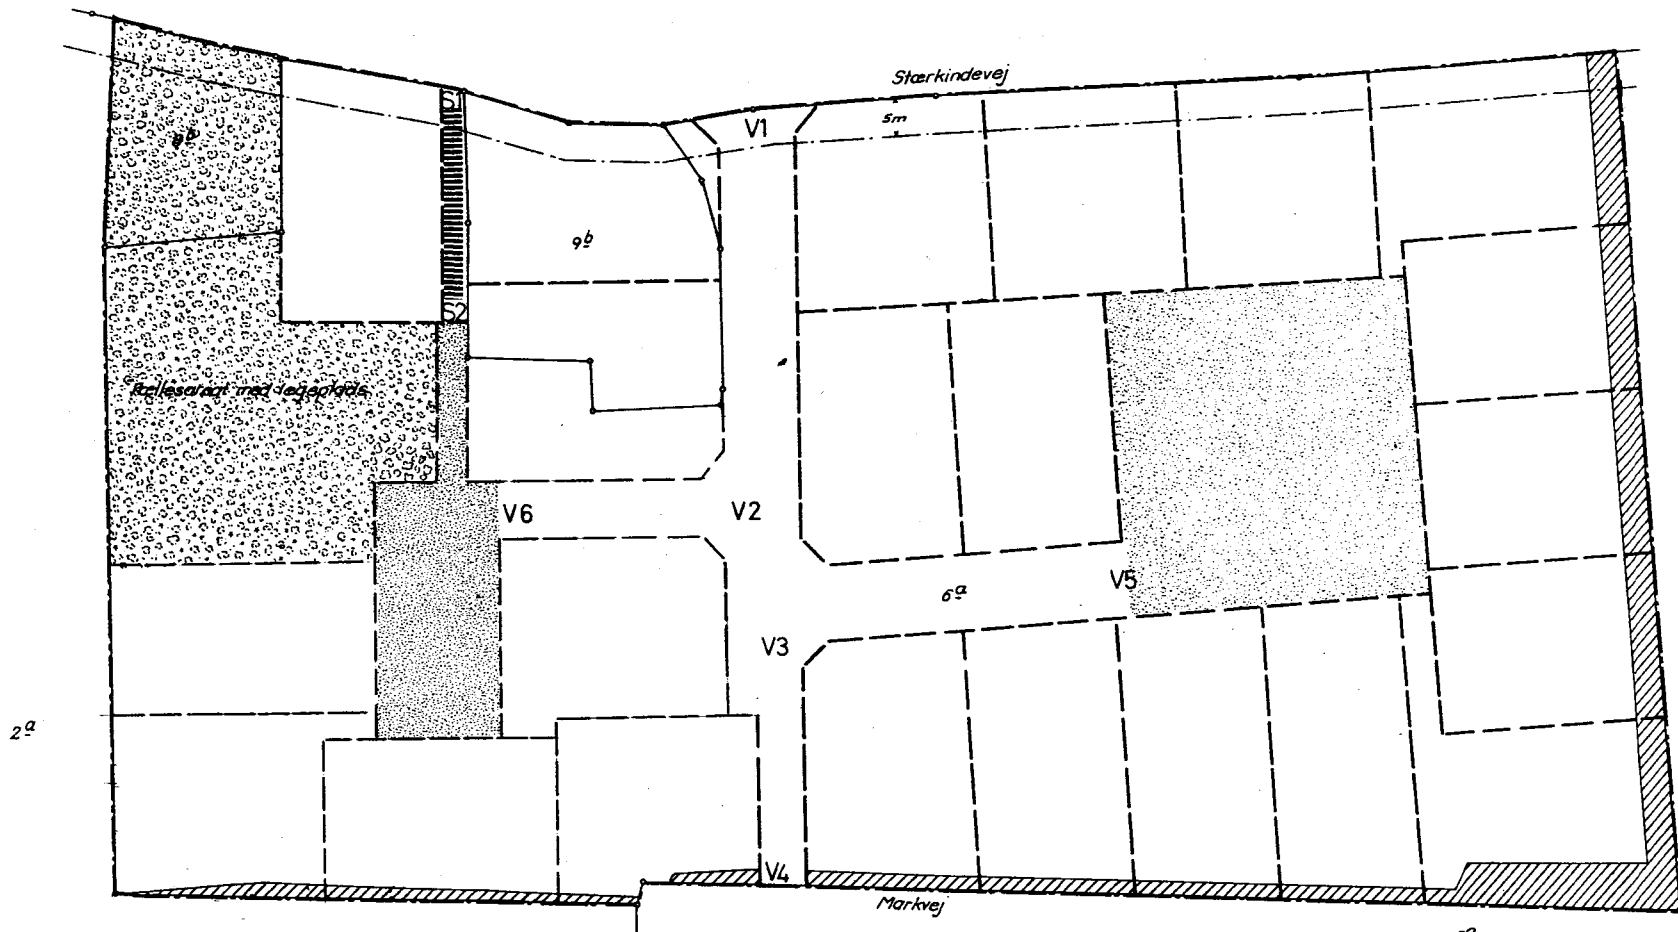 Stærkindevej
S1
V1
5m
9b
9b
S2
Fællesareal med legeplads
V6
V2
V5
6a
V3
2a
V4
Markvej